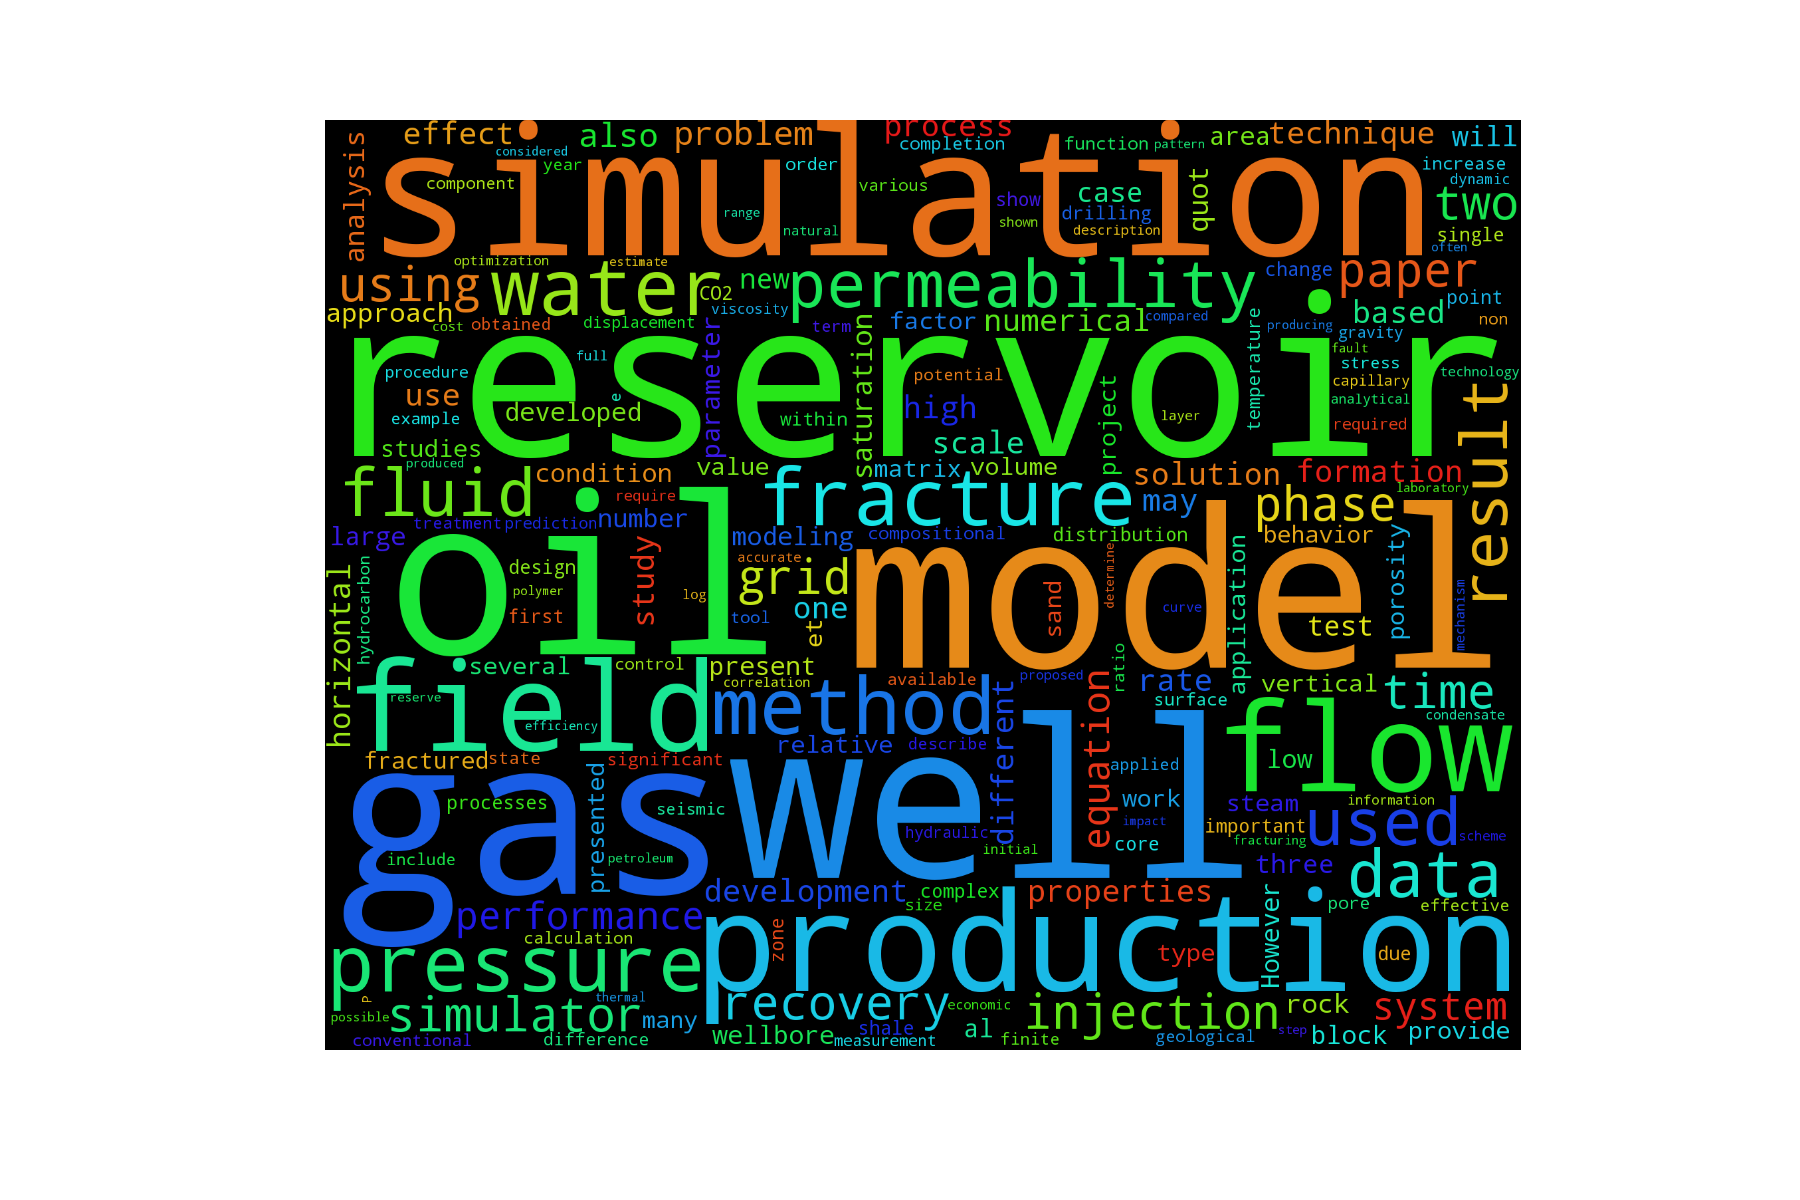 effect
also
problem
process
completion
function
pattern
area
technique
will
considered
year
order
increase
analysis
simulation
component
various
show
case
dynamic
quot
two
range
shown
drilling
natural
description
single
often
optimization
estimate
using
water
CO2
new
permeability
change
paper
approach
viscosity
based
point
cost
obtained
displacement
term
factor
numerical
compared
producing
gravity
non
reservoir
full
fault
procedure
parameter
saturation
potential
temperature
stress
capillary
technology
use
e
example
developed
within
high
layer
project
analytical
required
result
studies
scale
produced
condition
value
matrix
volume
solution
formation
fluid
require
fracture
may
phase
laboratory
large
treatment
prediction
number
modeling
compositional
distribution
behavior
oil
model
accurate
horizontal
hydrocarbon
design
polymer
study
log
grid
tool
one
determine
sand
curve
application
porosity
mechanism
first
et
test
field
several
control
present
correlation
available
proposed
ratio
rate
vertical
time
reserve
efficiency
method
different
equation
surface
condensate
relative
describe
flow
low
fractured
state
significant
gas
well
applied
processes
presented
seismic
work
steam
information
used
hydraulic
impact
important
scheme
include
petroleum
initial
core
fracturing
three
data
development
complex
properties
pore
effective
size
performance
production
However
calculation
zone
type
due
pressure
P
thermal
recovery
economic
injection
rock
system
possible
simulator
many
wellbore
shale
al
step
block
provide
conventional
difference
measurement
finite
geological